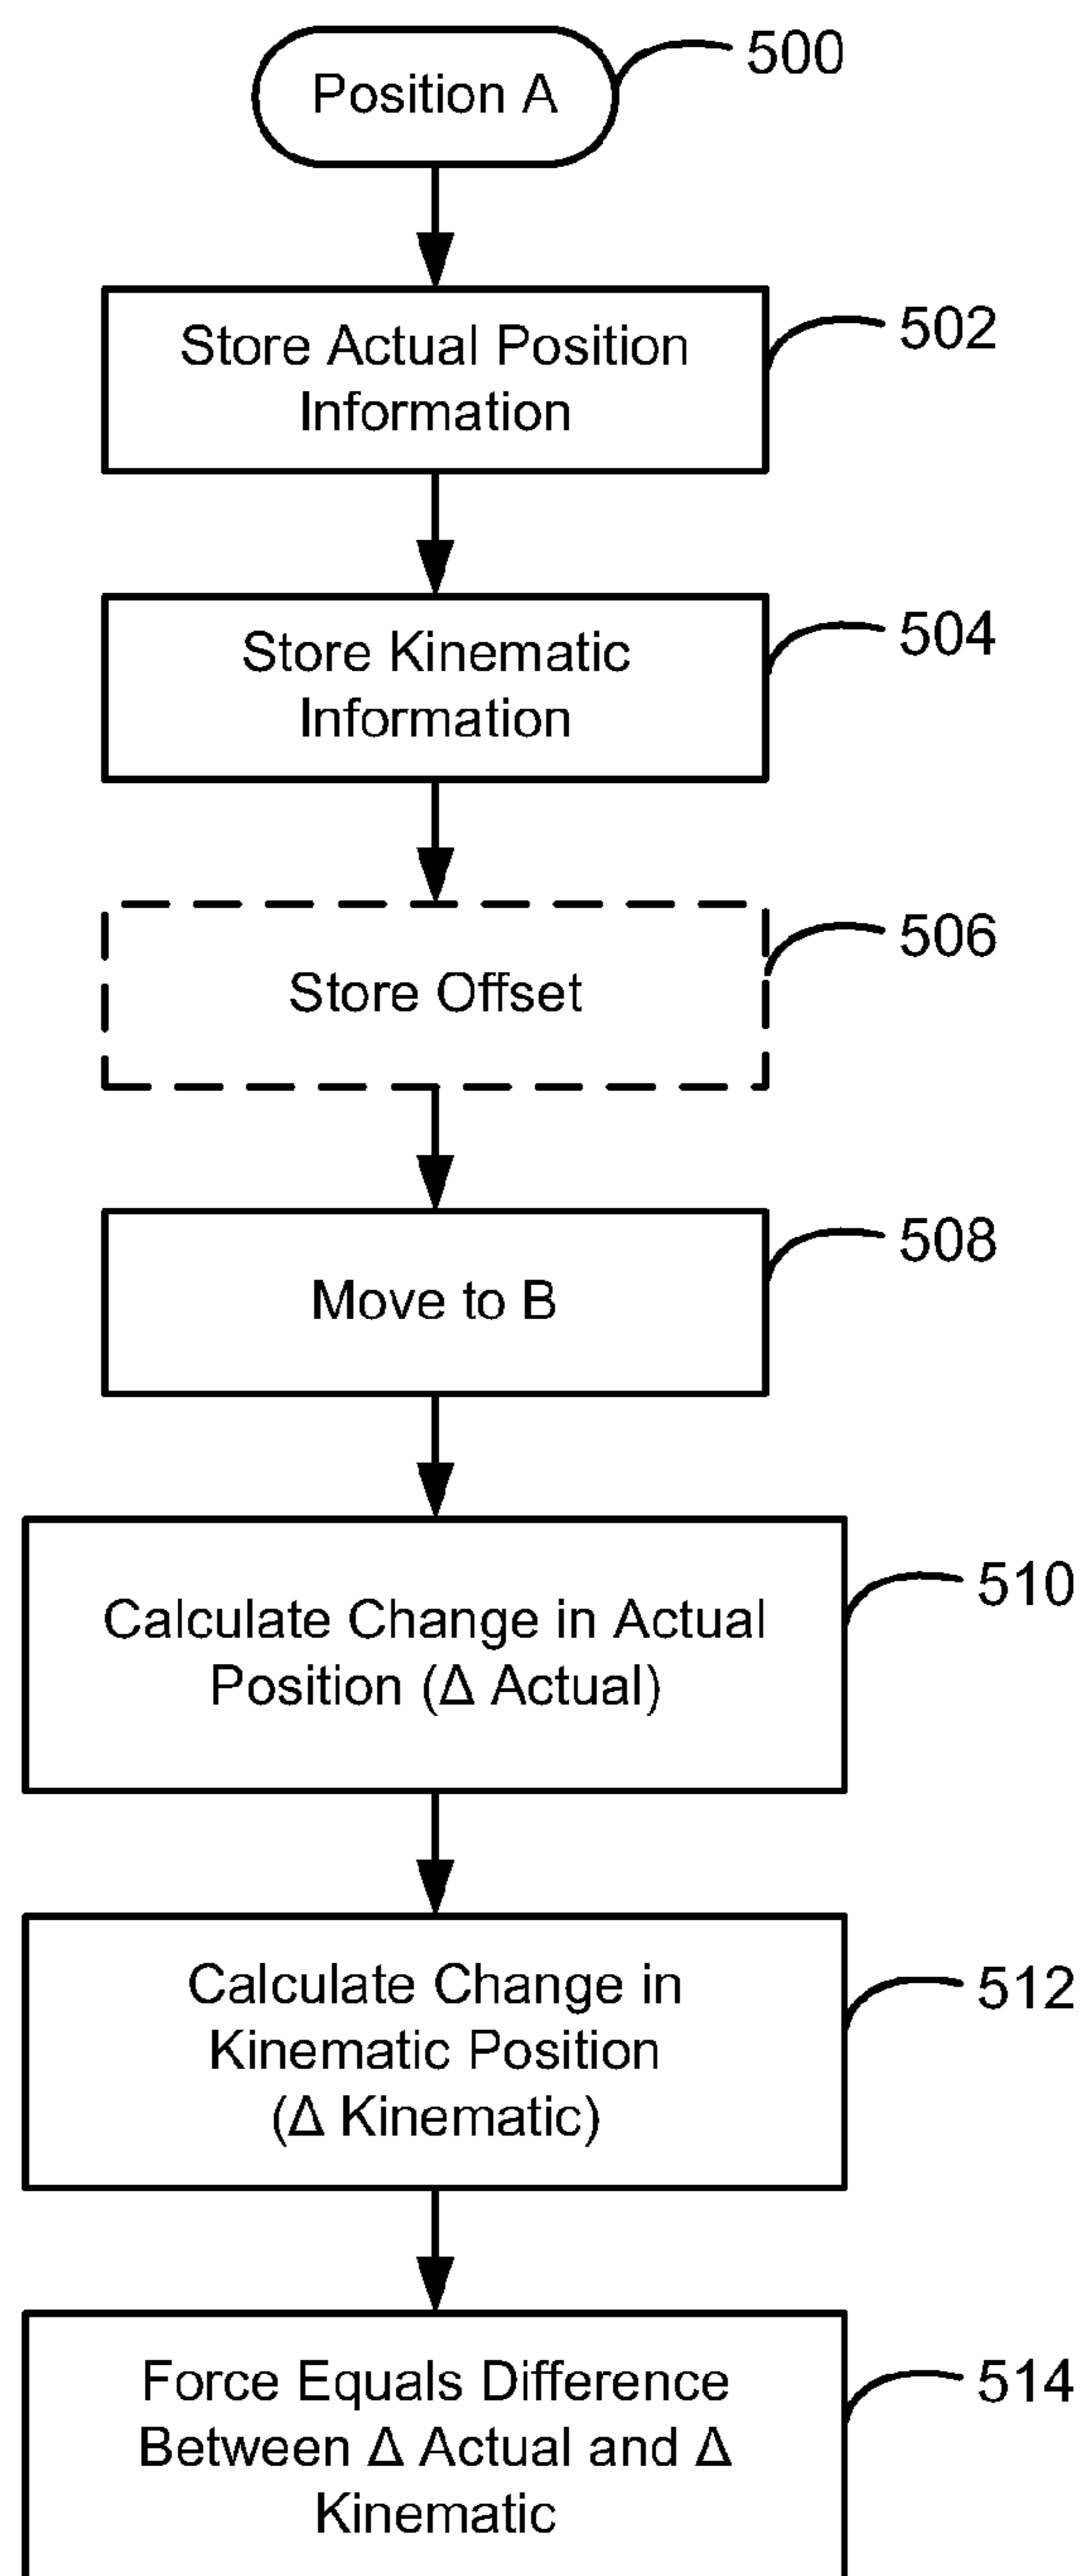 Position A
500
Store Actual Position
Information
502
Store Kinematic
Information
504
Store Offset
506
Move to B
508
Calculate Change in Actual
Position (Δ Actual)
510
Calculate Change in
Kinematic Position
(Δ Kinematic)
512
Force Equals Difference
Between Δ Actual and Δ
Kinematic
514